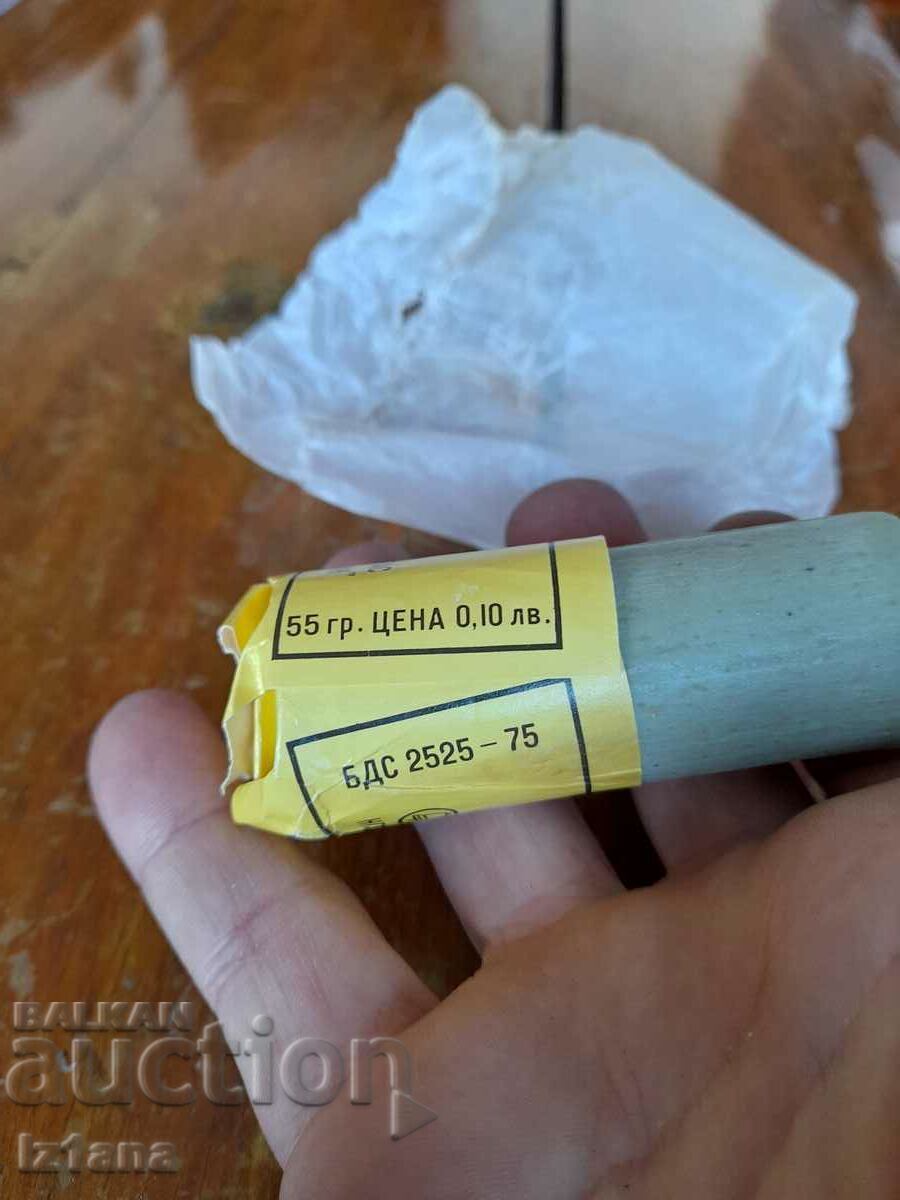 55 гр. ЦЕНА 0,10 лв.
БДС 2525-75
BALKAN
auction
Iz1ana